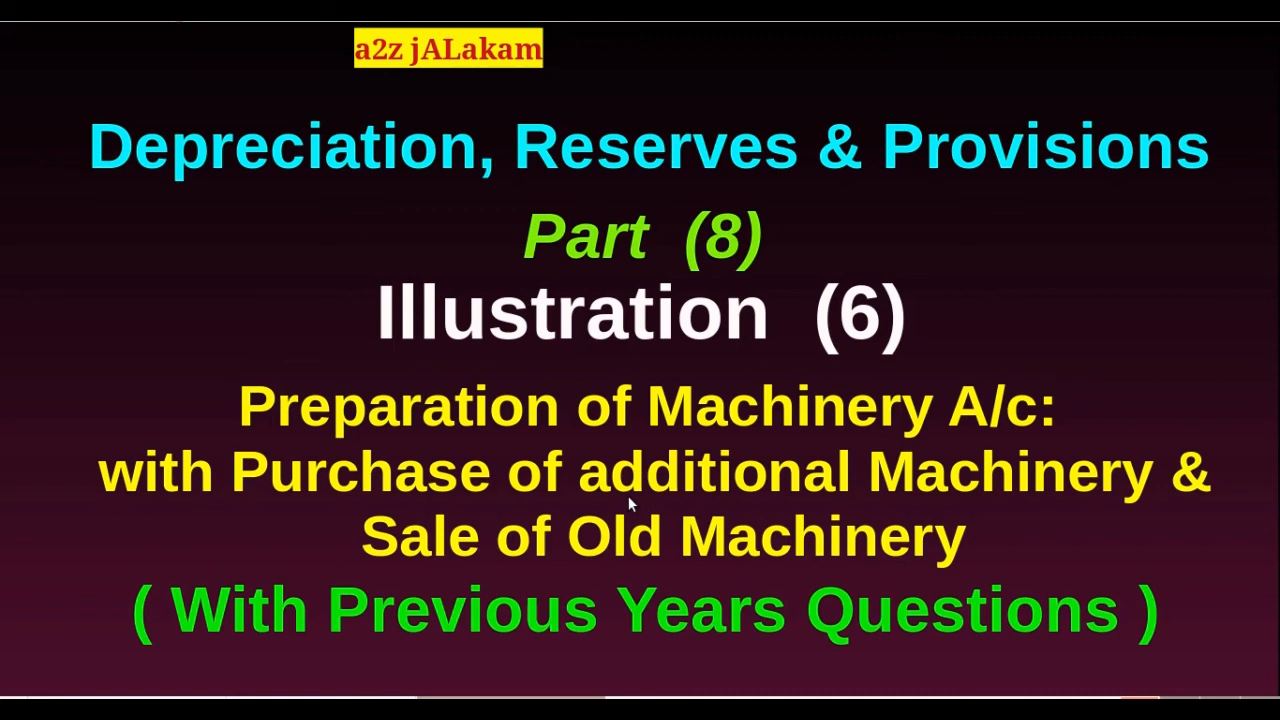 a2z jALakam
Depreciation, Reserves & Provisions
Part (8)
Illustration (6)
Preparation of Machinery A/c:
with Purchase of additional Machinery &
Sale of Old Machinery
( With Previous Years Questions )